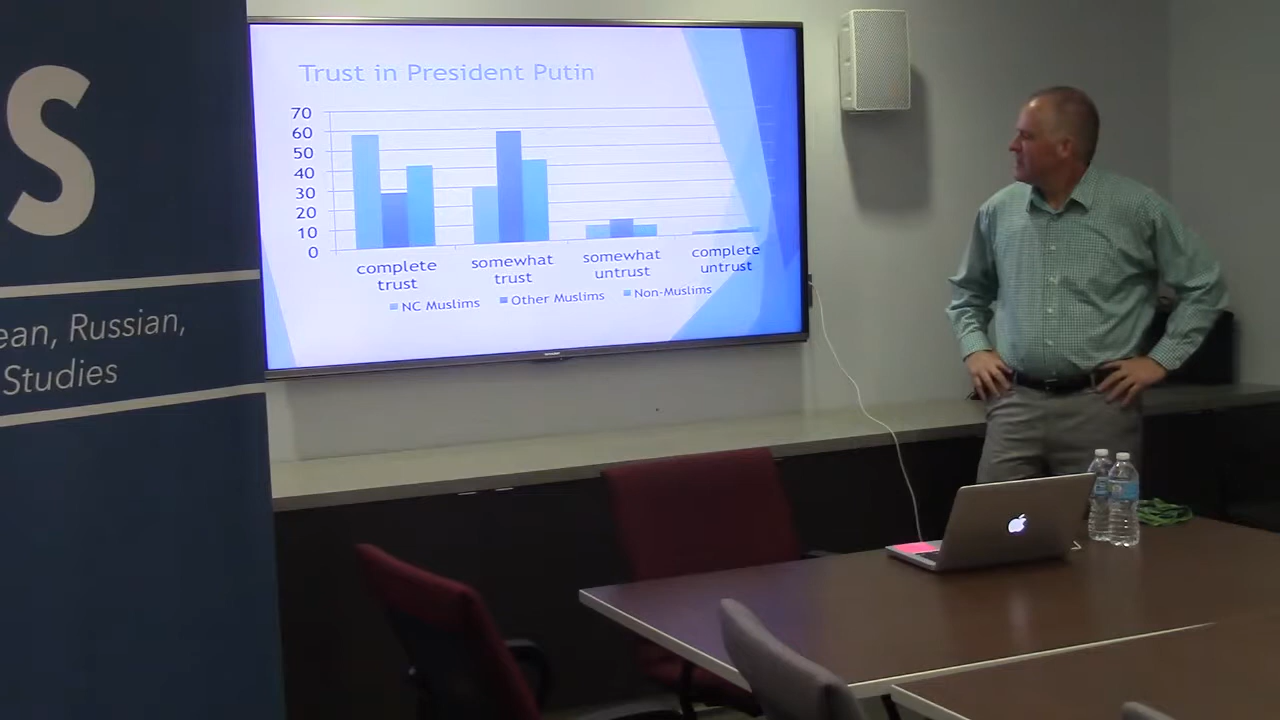 S
ean, Russian,
Studies
Trust in President Putin
70
60
50
40
30
20
10
0
complete
trust
somewhat
trust
somewhat
untrust
complete
untrust
NC Muslims
Other Muslims
Non-Muslims